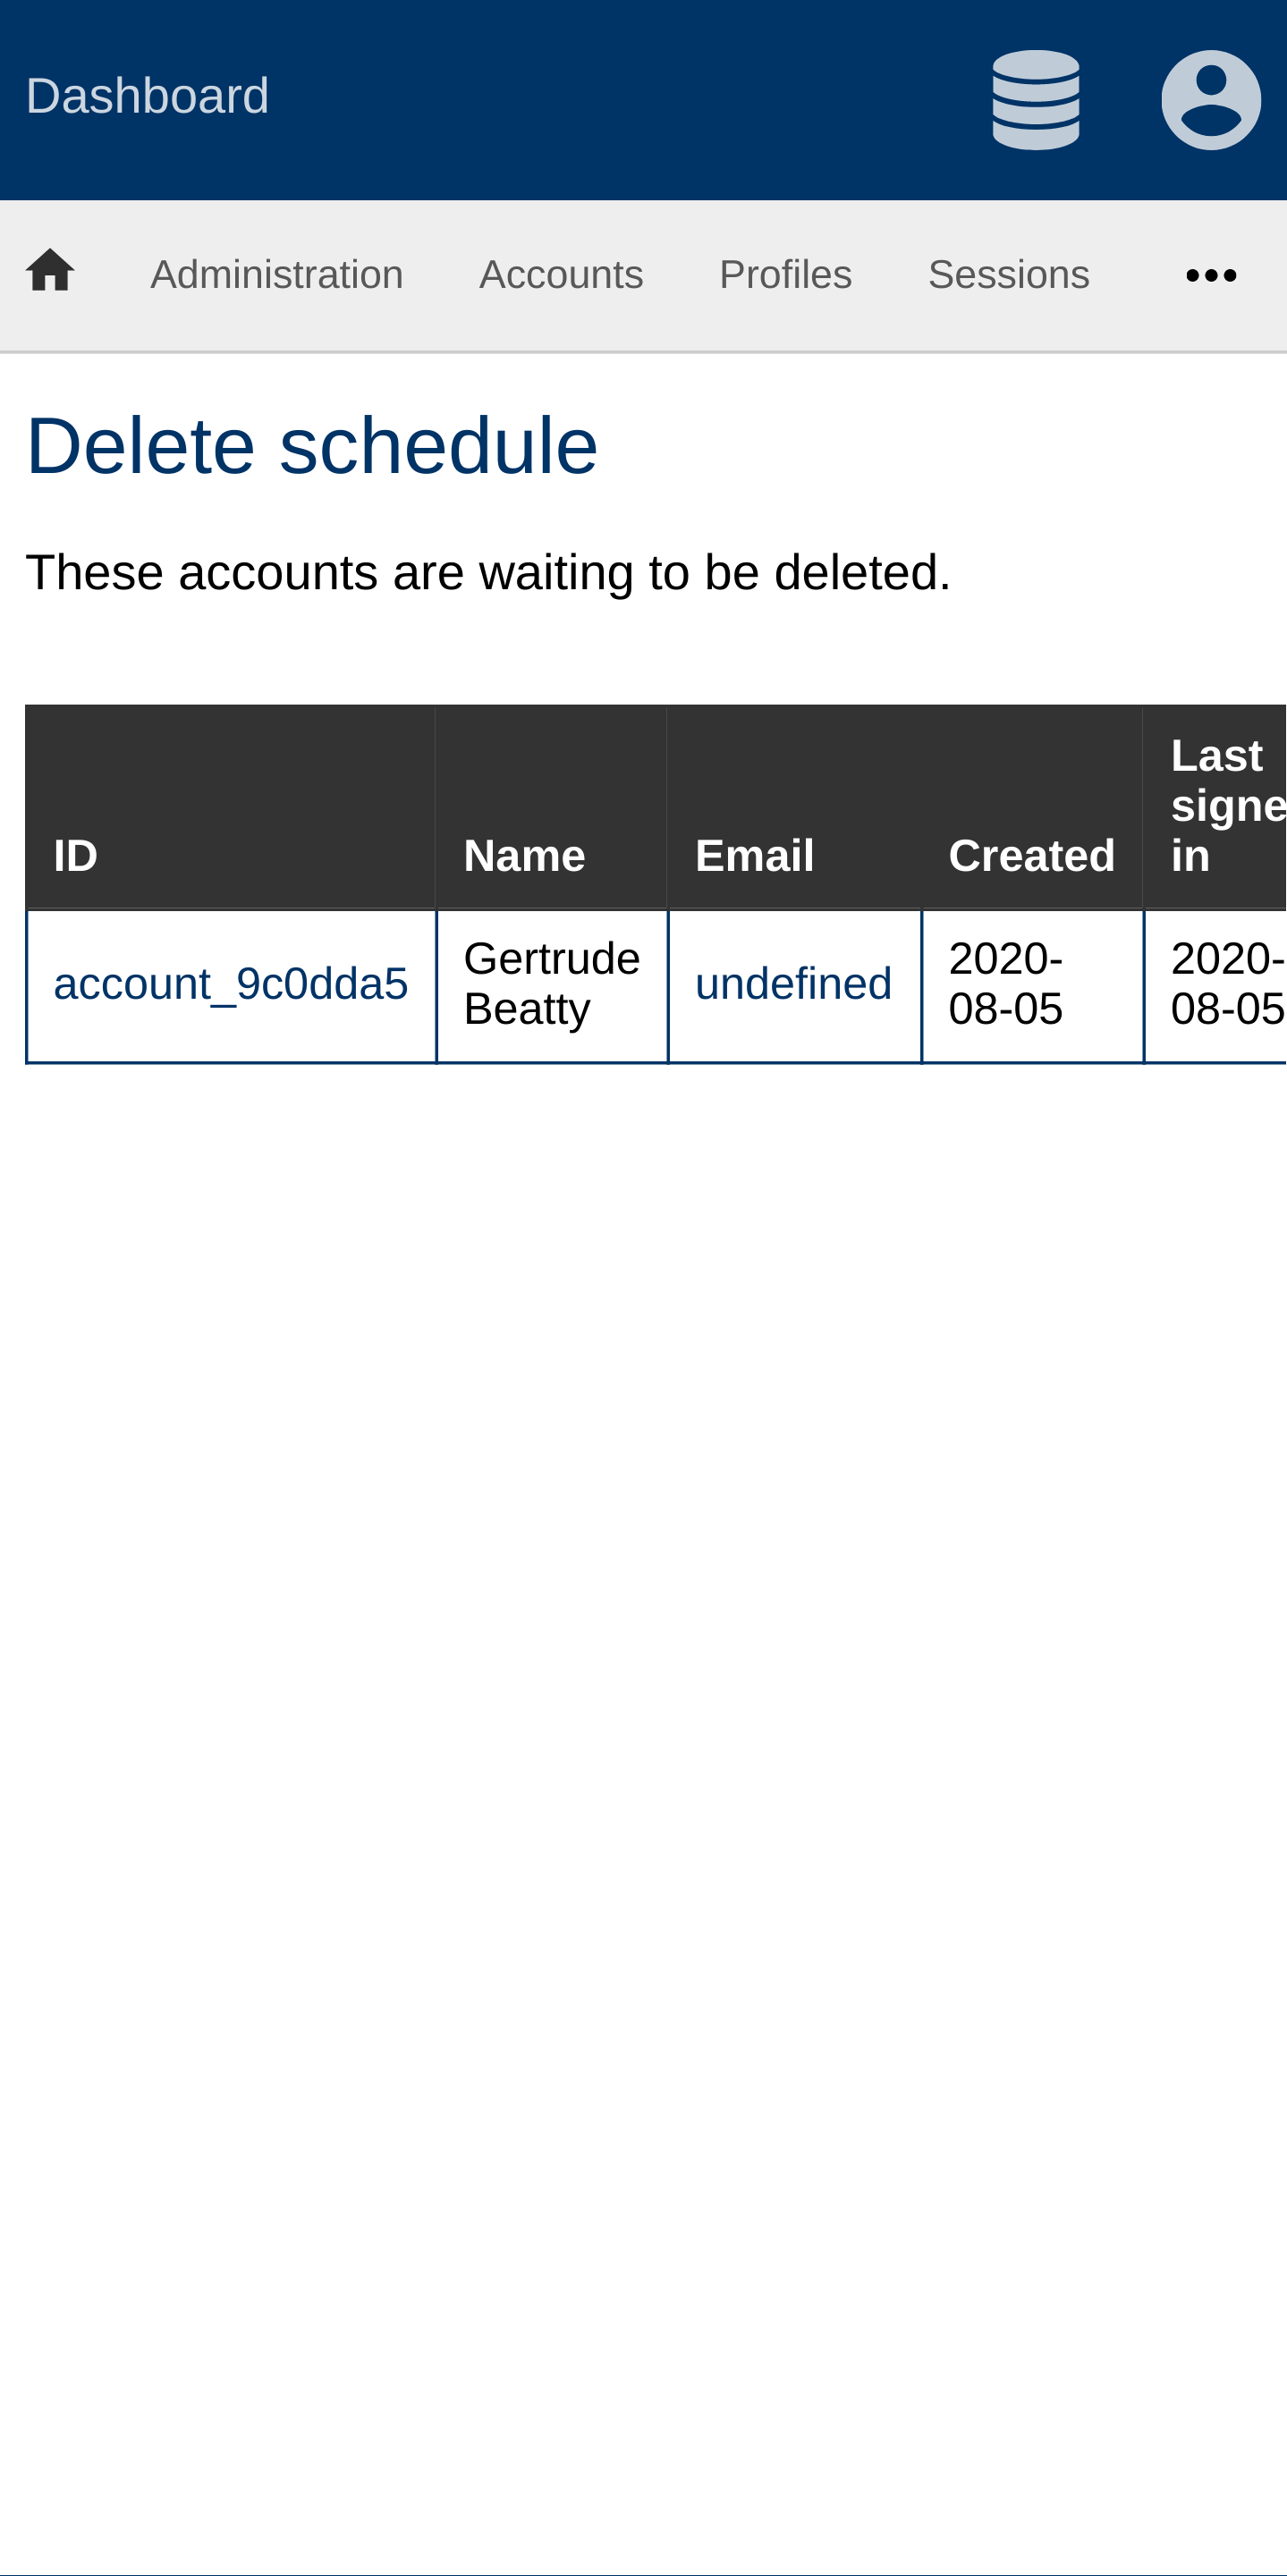 Dashboard
Administration Accounts Profiles Sessions
Delete schedule
These accounts are waiting to be deleted.
ID Name Email Created Last signe in
account_9c0dda5 Gertrude Beatty undefined 2020-08-05 2020-08-05